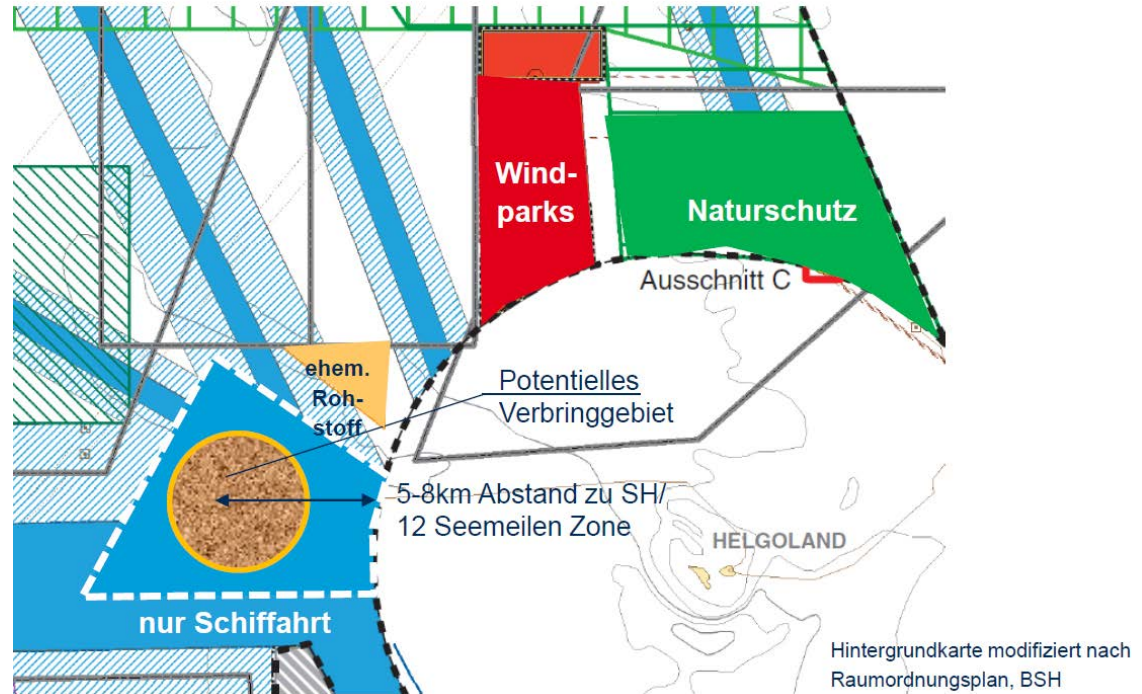 Wind-
parks
Naturschutz
Ausschnitt C
ehem.
Roh-
stoff
Potentielles
Verbringgebiet
5-8km Abstand zu SH/
12 Seemeilen Zone
HELGOLAND
nur Schiffahrt
Hintergrundkarte modifiziert nach
Raumordnungsplan, BSH